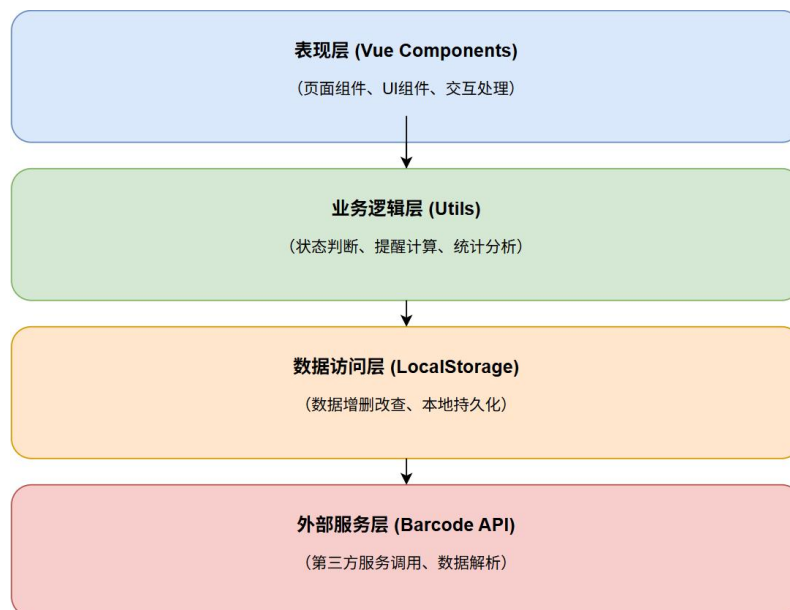 表现层 (Vue Components)
（页面组件、UI组件、交互处理）
业务逻辑层 (Utils)
（状态判断、提醒计算、统计分析）
数据访问层 (LocalStorage)
（数据增删改查、本地持久化）
外部服务层 (Barcode API)
（第三方服务调用、数据解析）